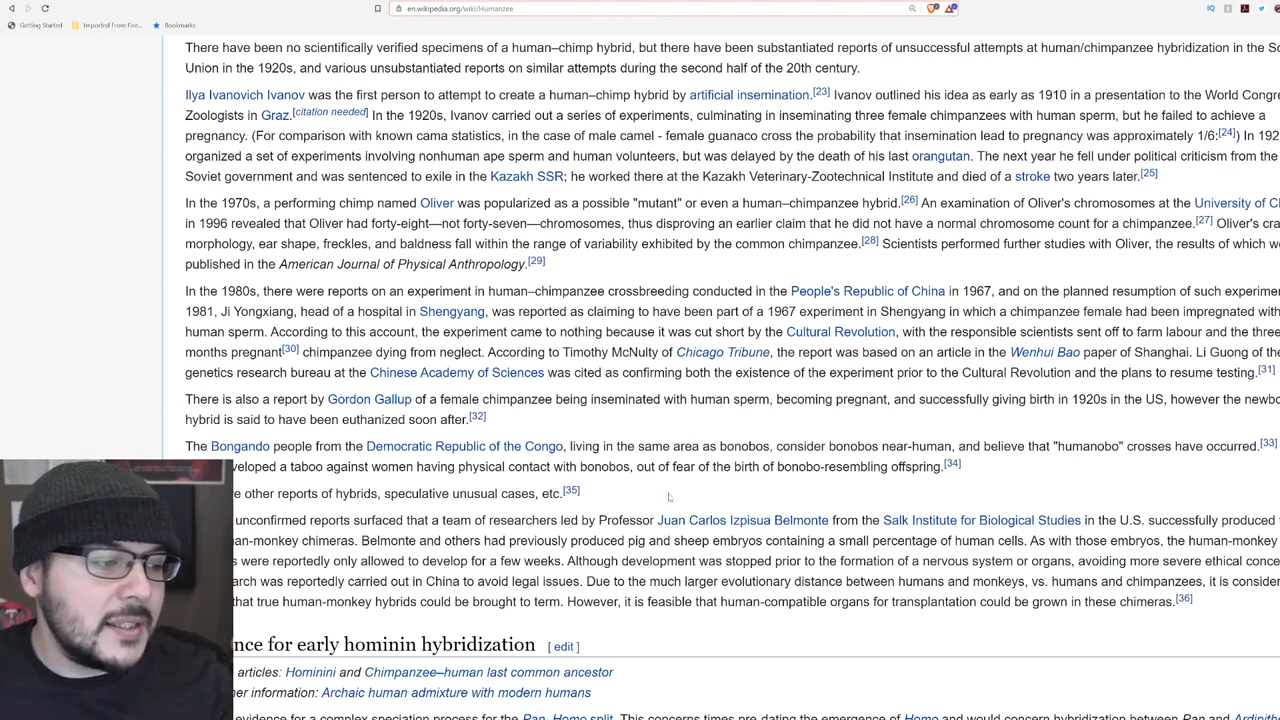 en.wikipedia.org/wiki/Humanzee
Getting Started
Imported From Fire...
Bookmarks
There have been no scientifically verified specimens of a human–chimp hybrid, but there have been substantiated reports of unsuccessful attempts at human/chimpanzee hybridization in the So
Union in the 1920s, and various unsubstantiated reports on similar attempts during the second half of the 20th century.
Ilya Ivanovich Ivanov was the first person to attempt to create a human–chimp hybrid by artificial insemination.[23] Ivanov outlined his idea as early as 1910 in a presentation to the World Congre
Zoologists in Graz.[citation needed] In the 1920s, Ivanov carried out a series of experiments, culminating in inseminating three female chimpanzees with human sperm, but he failed to achieve a
pregnancy. (For comparison with known cama statistics, in the case of male camel - female guanaco cross the probability that insemination lead to pregnancy was approximately 1/6:[24]) In 192
organized a set of experiments involving nonhuman ape sperm and human volunteers, but was delayed by the death of his last orangutan. The next year he fell under political criticism from the
Soviet government and was sentenced to exile in the Kazakh SSR; he worked there at the Kazakh Veterinary-Zootechnical Institute and died of a stroke two years later.[25]
In the 1970s, a performing chimp named Oliver was popularized as a possible "mutant" or even a human–chimpanzee hybrid.[26] An examination of Oliver's chromosomes at the University of C
in 1996 revealed that Oliver had forty-eight—not forty-seven—chromosomes, thus disproving an earlier claim that he did not have a normal chromosome count for a chimpanzee.[27] Oliver's cra
morphology, ear shape, freckles, and baldness fall within the range of variability exhibited by the common chimpanzee.[28] Scientists performed further studies with Oliver, the results of which we
published in the American Journal of Physical Anthropology.[29]
In the 1980s, there were reports on an experiment in human–chimpanzee crossbreeding conducted in the People's Republic of China in 1967, and on the planned resumption of such experimen
1981, Ji Yongxiang, head of a hospital in Shengyang, was reported as claiming to have been part of a 1967 experiment in Shengyang in which a chimpanzee female had been impregnated with
human sperm. According to this account, the experiment came to nothing because it was cut short by the Cultural Revolution, with the responsible scientists sent off to farm labour and the three
months pregnant[30] chimpanzee dying from neglect. According to Timothy McNulty of Chicago Tribune, the report was based on an article in the Wenhui Bao paper of Shanghai. Li Guong of the
genetics research bureau at the Chinese Academy of Sciences was cited as confirming both the existence of the experiment prior to the Cultural Revolution and the plans to resume testing.[31]
There is also a report by Gordon Gallup of a female chimpanzee being inseminated with human sperm, becoming pregnant, and successfully giving birth in 1920s in the US, however the newbo
hybrid is said to have been euthanized soon after.[32]
The Bongando people from the Democratic Republic of the Congo, living in the same area as bonobos, consider bonobos near-human, and believe that "humanobo" crosses have occurred.[33]
veloped a taboo against women having physical contact with bonobos, out of fear of the birth of bonobo-resembling offspring.[34]
re other reports of hybrids, speculative unusual cases, etc.[35]
unconfirmed reports surfaced that a team of researchers led by Professor Juan Carlos Izpisua Belmonte from the Salk Institute for Biological Studies in the U.S. successfully produced
an-monkey chimeras. Belmonte and others had previously produced pig and sheep embryos containing a small percentage of human cells. As with those embryos, the human-monkey
s were reportedly only allowed to develop for a few weeks. Although development was stopped prior to the formation of a nervous system or organs, avoiding more severe ethical conce
arch was reportedly carried out in China to avoid legal issues. Due to the much larger evolutionary distance between humans and monkeys, vs. humans and chimpanzees, it is consider
that true human-monkey hybrids could be brought to term. However, it is feasible that human-compatible organs for transplantation could be grown in these chimeras.[36]
nce for early hominin hybridization [ edit ]
articles: Hominini and Chimpanzee–human last common ancestor
her information: Archaic human admixture with modern humans
evidence for a complex speciation process for the Pan–Homo split. This concerns times pre-dating the emergence of Homo and would concern hybridization between Pan and